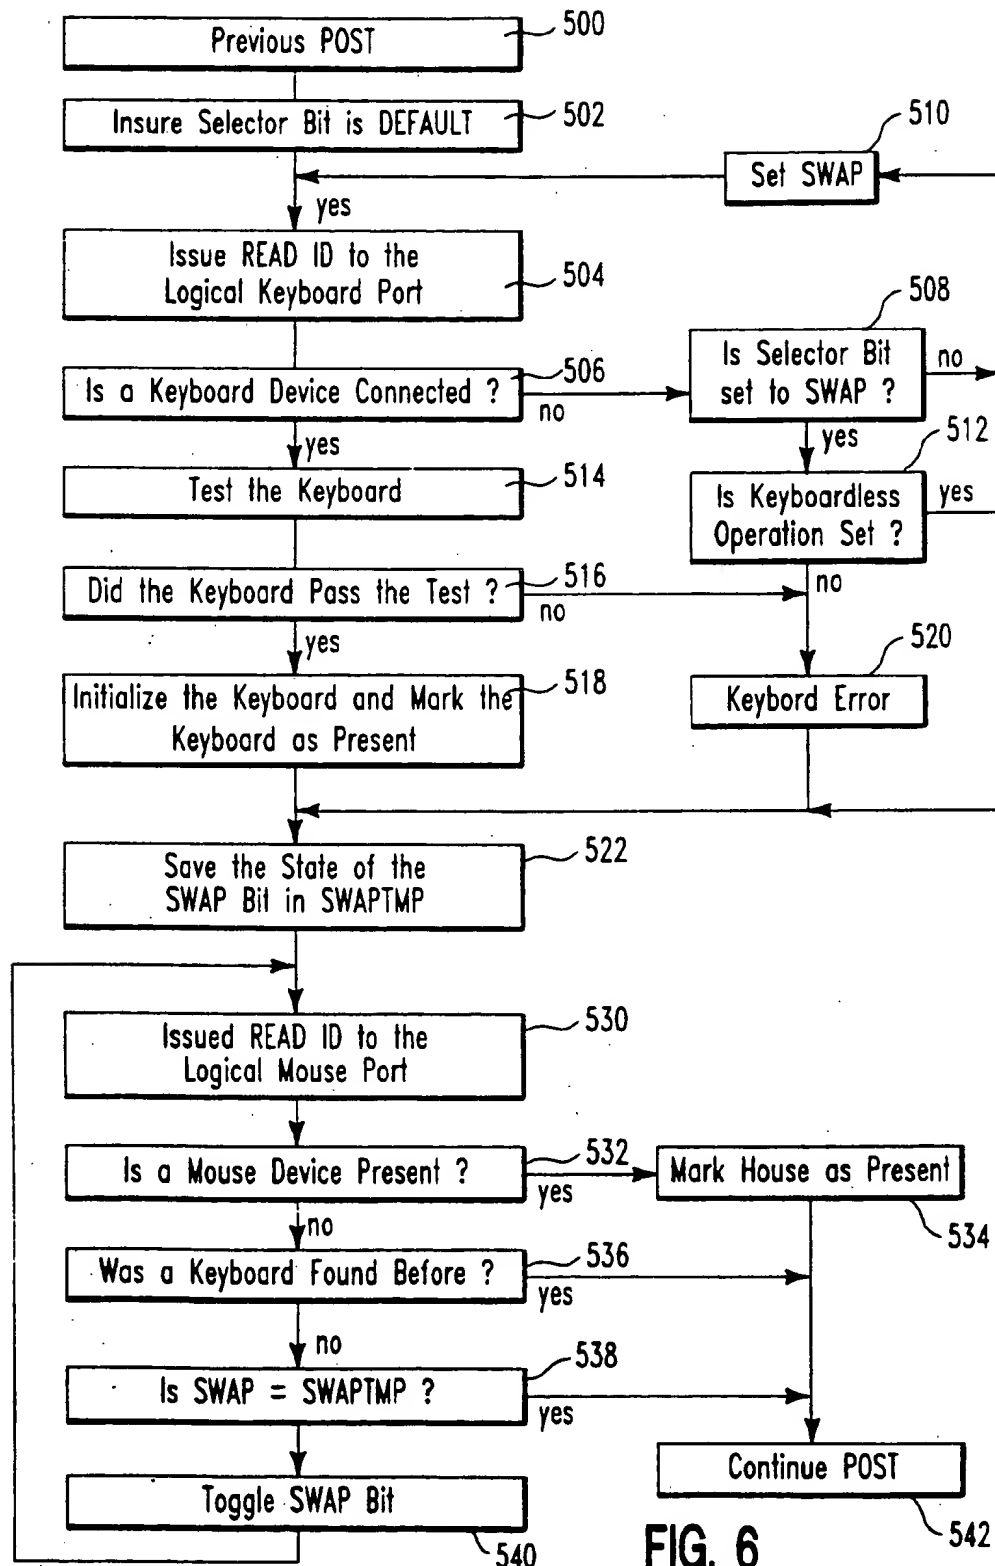 Previous POST
500
Insure Selector Bit is DEFAULT
502
510
Set SWAP
yes
Issue READ ID to the
Logical Keyboard Port
504
508
Is Selector Bit
set to SWAP ?
no
Is a Keyboard Device Connected ?
506
no
yes
yes
512
Test the Keyboard
514
Is Keyboardless
Operation Set ?
yes
Did the Keyboard Pass the Test ?
516
no
no
yes
520
Initialize the Keyboard and Mark the
Keyboard as Present
518
Keybord Error
Save the State of the
SWAP Bit in SWAPTMP
522
Issued READ ID to the
Logical Mouse Port
530
Is a Mouse Device Present ?
532
yes
Mark House as Present
534
no
Was a Keyboard Found Before ?
536
yes
no
538
Is SWAP = SWAPTMP ?
yes
Continue POST
542
Toggle SWAP Bit
540
FIG. 6